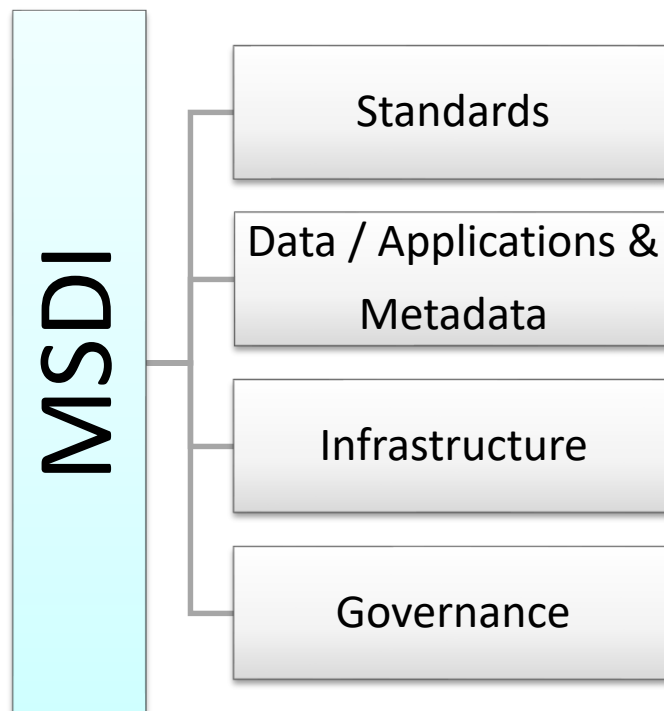 MSDI
Standards
Data / Applications &
Metadata
Infrastructure
Governance